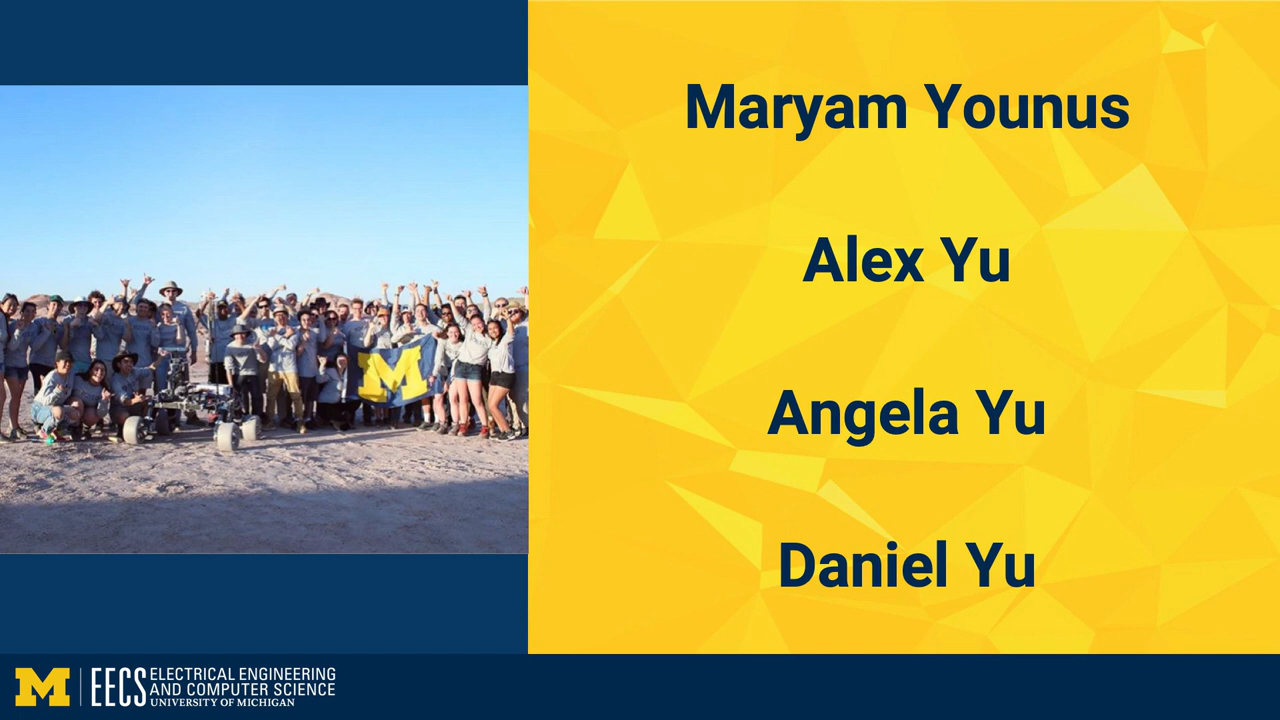 Maryam Younus
Alex Yu
Angela Yu
Daniel Yu
M
M
EECS
ELECTRICAL ENGINEERING
AND COMPUTER SCIENCE
UNIVERSITY OF MICHIGAN